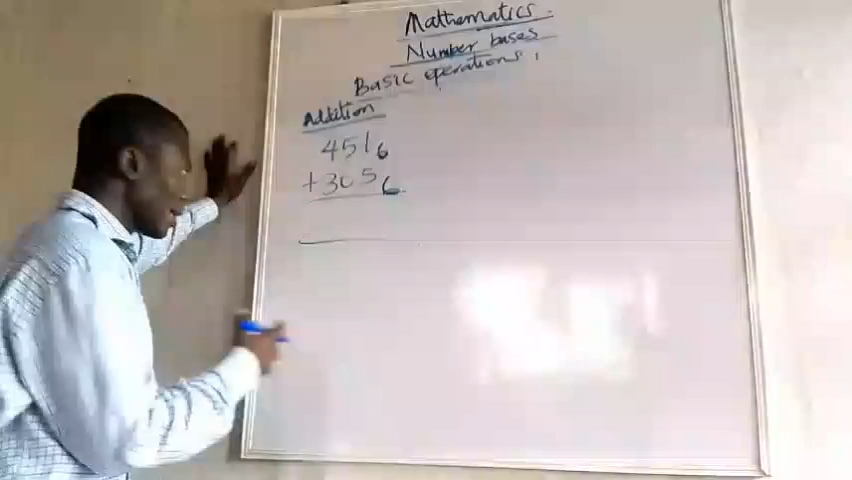 Mathematics.
Number bases
Basic operations,
Addition
451₆
+305₆